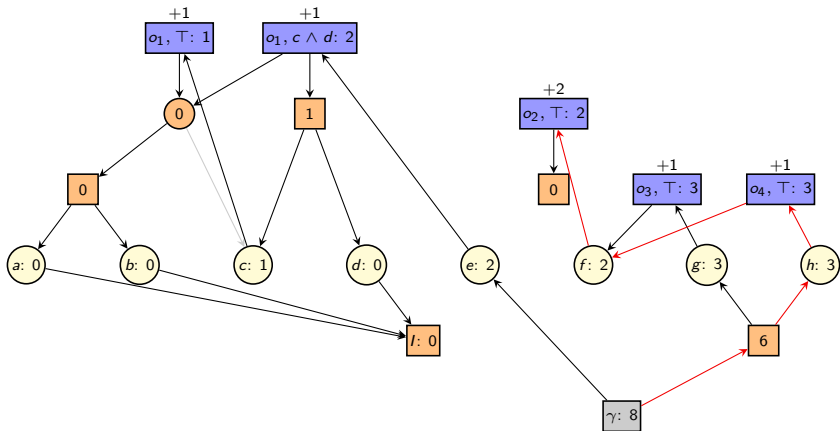 +1
+1
o₁, ⊤: 1
o₁, c ∧ d: 2
+2
0
1
o₂, ⊤: 2
+1
+1
0
0
o₃, ⊤: 3
o₄, ⊤: 3
a: 0
b: 0
c: 1
d: 0
e: 2
f: 2
g: 3
h: 3
I: 0
6
γ: 8